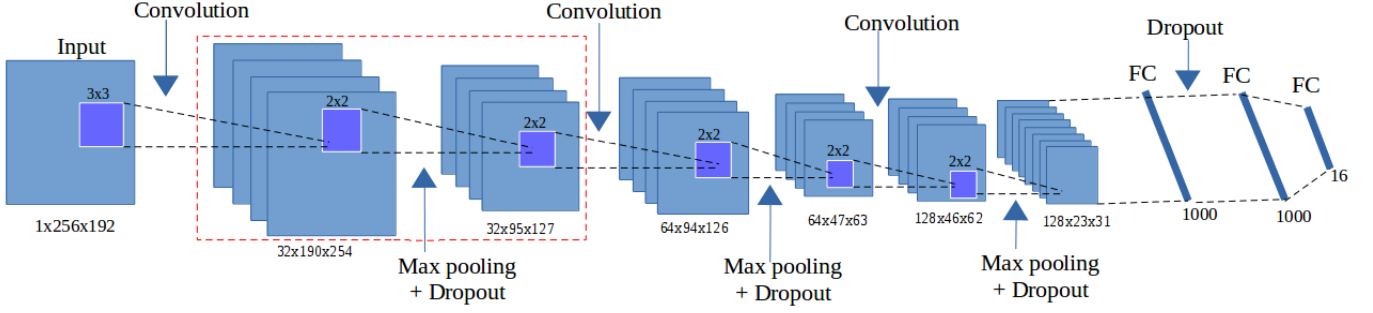 Input
Convolution
Convolution
Convolution
Dropout
FC
FC
FC
3x3
2x2
2x2
2x2
2x2
2x2
1x256x192
32x190x254
32x95x127
64x94x126
64x47x63
128x46x62
128x23x31
1000
1000
16
Max pooling
+ Dropout
Max pooling
+ Dropout
Max pooling
+ Dropout